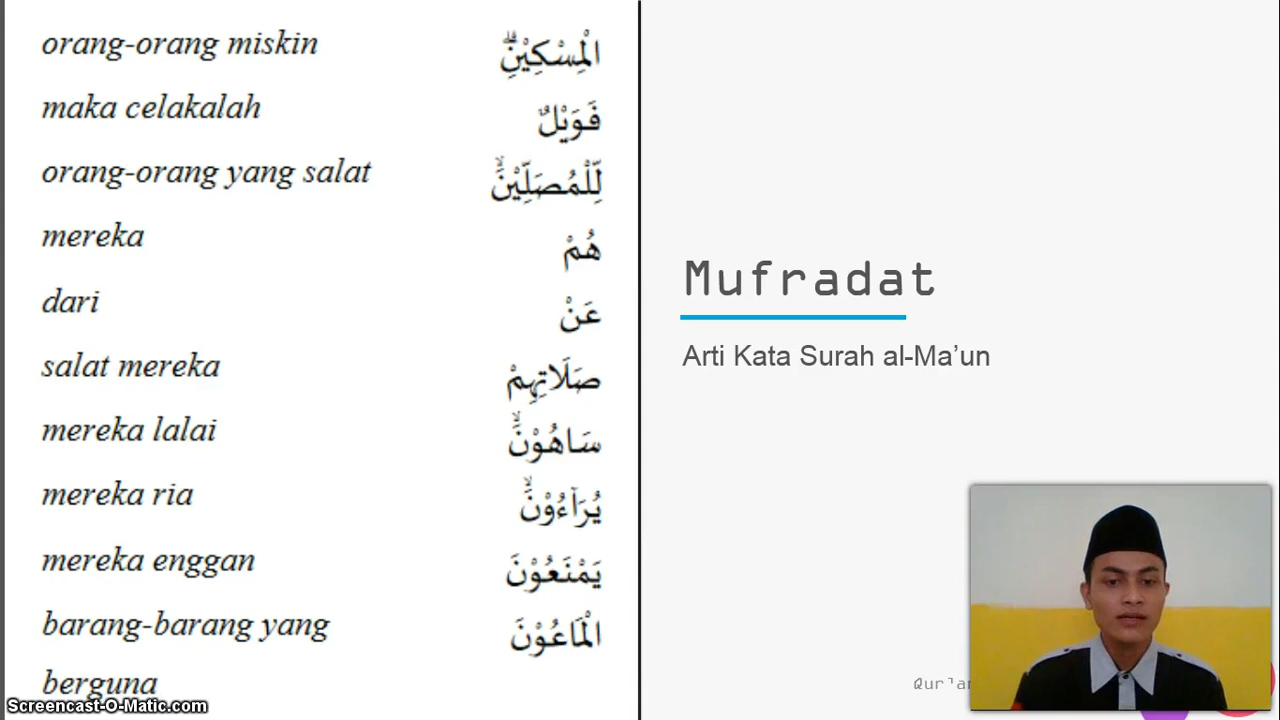 orang-orang miskin الْمِسْكِيْنِۗ
maka celakalah فَوَيْلٌ
orang-orang yang salat لِّلْمُصَلِّيْنَۙ
mereka هُمْ
dari عَنْ
salat mereka صَلَاتِهِمْ
mereka lalai سَاهُوْنَۙ
mereka ria يُرَاۤءُوْنَۙ
mereka enggan يَمْنَعُوْنَ
barang-barang yang الْمَاعُوْنَ
berguna
Mufradat
Arti Kata Surah al-Ma’un
Screencast-O-Matic.com